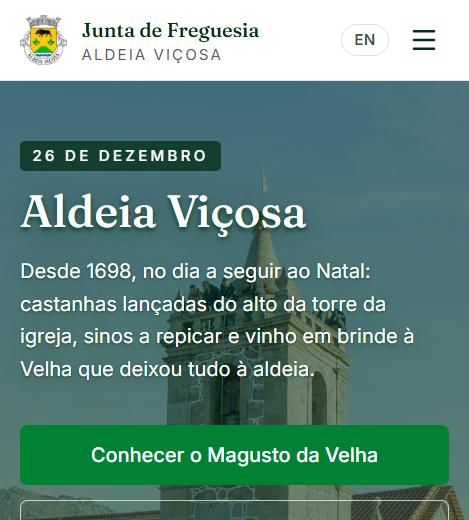 Junta de Freguesia
ALDEIA VIÇOSA
EN
26 DE DEZEMBRO
Aldeia Viçosa
Desde 1698, no dia a seguir ao Natal:
castanhas lançadas do alto da torre da
igreja, sinos a repicar e vinho em brinde à
Velha que deixou tudo à aldeia.
Conhecer o Magusto da Velha